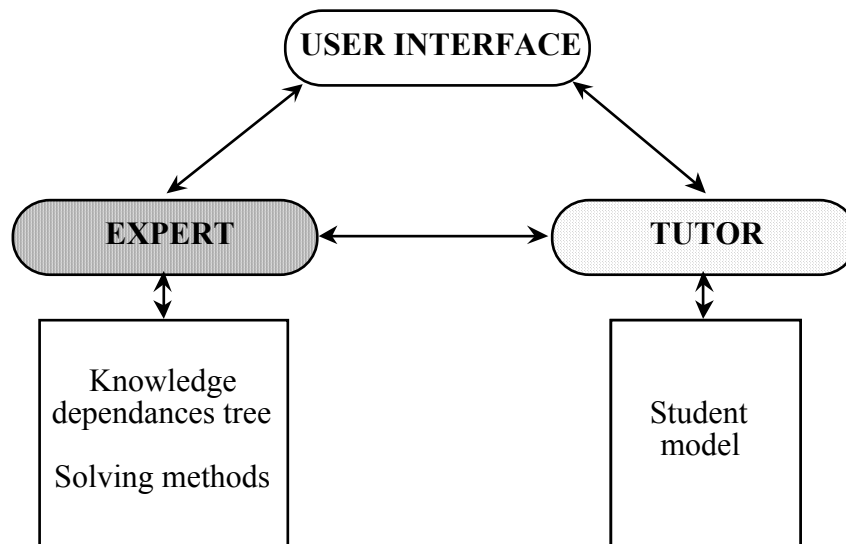 USER INTERFACE
EXPERT
TUTOR
Knowledge
dependances tree
Solving methods
Student
model